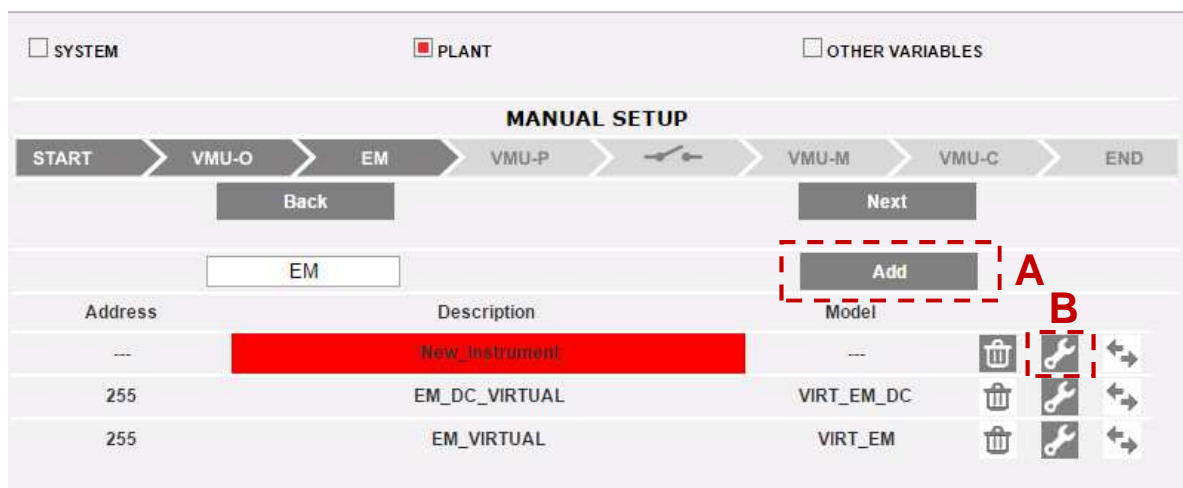 SYSTEM PLANT OTHER VARIABLES
MANUAL SETUP
START VMU-O EM VMU-P VMU-M VMU-C END
Back Next
EM Add A
Address Description Model B
--- New_Instrument ---
255 EM_DC_VIRTUAL VIRT_EM_DC
255 EM_VIRTUAL VIRT_EM